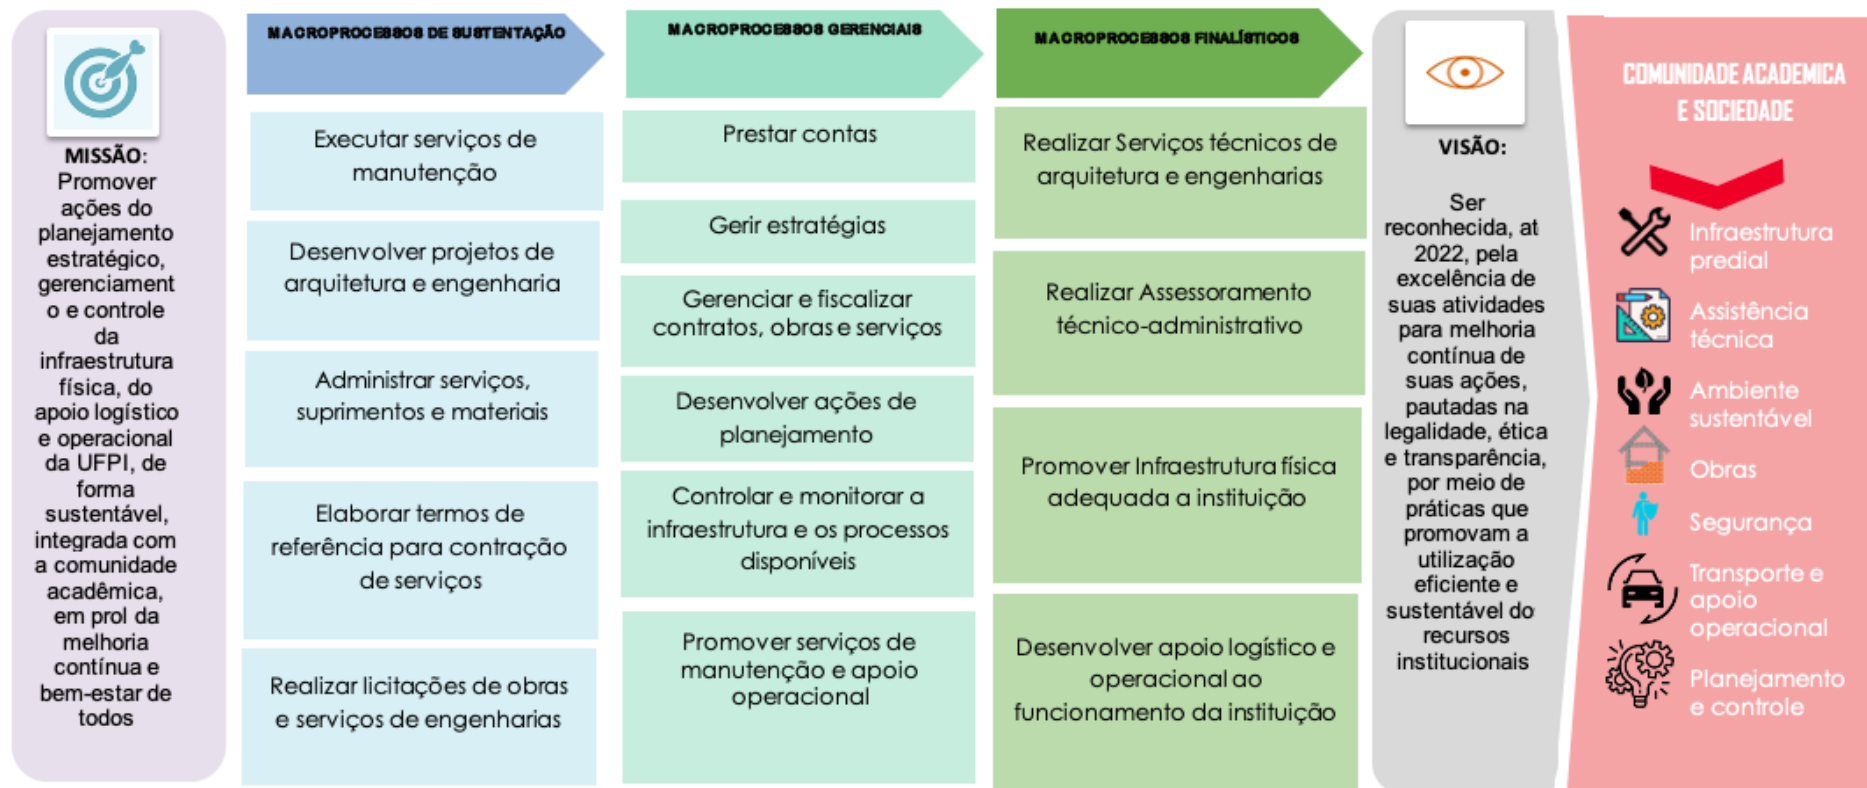 MISSÃO:
Promover
ações do
planejamento
estratégico,
gerenciament
o e controle
da
infraestrutura
física, do
apoio logístico
e operacional
da UFPI, de
forma
sustentável,
integrada com
a comunidade
acadêmica,
em prol da
melhoria
contínua e
bem-estar de
todos
MACROPROCESSOS DE SUSTENTAÇÃO
Executar serviços de
manutenção
Desenvolver projetos de
arquitetura e engenharia
Administrar serviços,
suprimentos e materiais
Elaborar termos de
referência para contração
de serviços
Realizar licitações de obras
e serviços de engenharias
MACROPROCESSOS GERENCIAIS
Prestar contas
Gerir estratégias
Gerenciar e fiscalizar
contratos, obras e serviços
Desenvolver ações de
planejamento
Controlar e monitorar a
infraestrutura e os processos
disponíveis
Promover serviços de
manutenção e apoio
operacional
MACROPROCESSOS FINALÍSTICOS
Realizar Serviços técnicos de
arquitetura e engenharias
Realizar Assessoramento
técnico-administrativo
Promover Infraestrutura física
adequada a instituição
Desenvolver apoio logístico e
operacional ao
funcionamento da instituição
VISÃO:
Ser
reconhecida, at
2022, pela
excelência de
suas atividades
para melhoria
contínua de
suas ações,
pautadas na
legalidade, ética
e transparência,
por meio de
práticas que
promovam a
utilização
eficiente e
sustentável do
recursos
institucionais
COMUNIDADE ACADEMICA
E SOCIEDADE
Infraestrutura
predial
Assistência
técnica
Ambiente
sustentável
Obras
Segurança
Transporte e
apoio
operacional
Planejamento
e controle